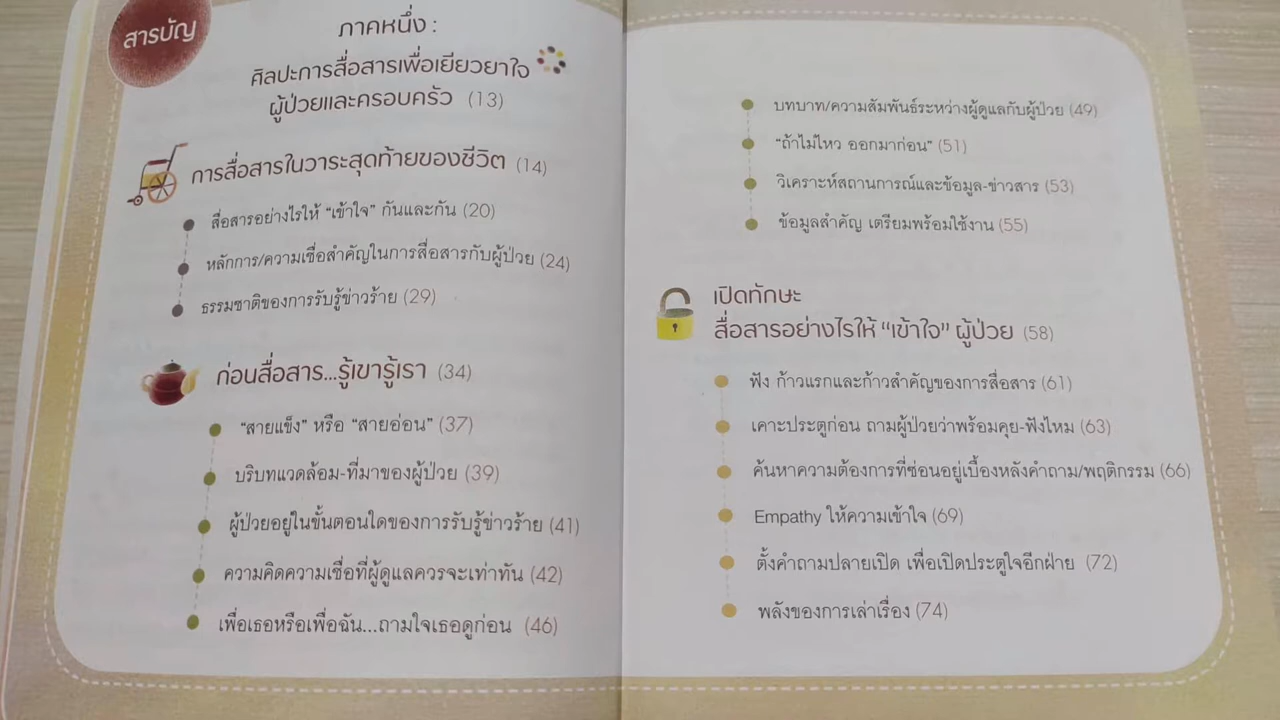 สารบัญ
ภาคหนึ่ง :
ศิลปะการสื่อสารเพื่อเยียวยาใจ
ผู้ป่วยและครอบครัว (13)
การสื่อสารในวาระสุดท้ายของชีวิต (14)
สื่อสารอย่างไรให้ “เข้าใจ” กันและกัน (20)
หลักการ/ความเชื่อสำคัญในการสื่อสารกับผู้ป่วย (24)
ธรรมชาติของการรับรู้ข่าวร้าย (29)
ก่อนสื่อสาร...รู้เขารู้เรา (34)
“สายแข็ง” หรือ “สายอ่อน” (37)
บริบทแวดล้อม-ที่มาของผู้ป่วย (39)
ผู้ป่วยอยู่ในขั้นตอนใดของการรับรู้ข่าวร้าย (41)
ความคิดความเชื่อที่ผู้ดูแลควรจะเท่าทัน (42)
เพื่อเธอหรือเพื่อฉัน...ถามใจเธอดูก่อน (46)
บทบาท/ความสัมพันธ์ระหว่างผู้ดูแลกับผู้ป่วย (49)
“ถ้าไม่ไหว ออกมาก่อน” (51)
วิเคราะห์สถานการณ์และข้อมูล-ข่าวสาร (53)
ข้อมูลสำคัญ เตรียมพร้อมใช้งาน (55)
เปิดทักษะ
สื่อสารอย่างไรให้ “เข้าใจ” ผู้ป่วย (58)
ฟัง ก้าวแรกและก้าวสำคัญของการสื่อสาร (61)
เคาะประตูก่อน ถามผู้ป่วยว่าพร้อมคุย-ฟังไหม (63)
ค้นหาความต้องการที่ซ่อนอยู่เบื้องหลังคำถาม/พฤติกรรม (66)
Empathy ให้ความเข้าใจ (69)
ตั้งคำถามปลายเปิด เพื่อเปิดประตูใจอีกฝ่าย (72)
พลังของการเล่าเรื่อง (74)